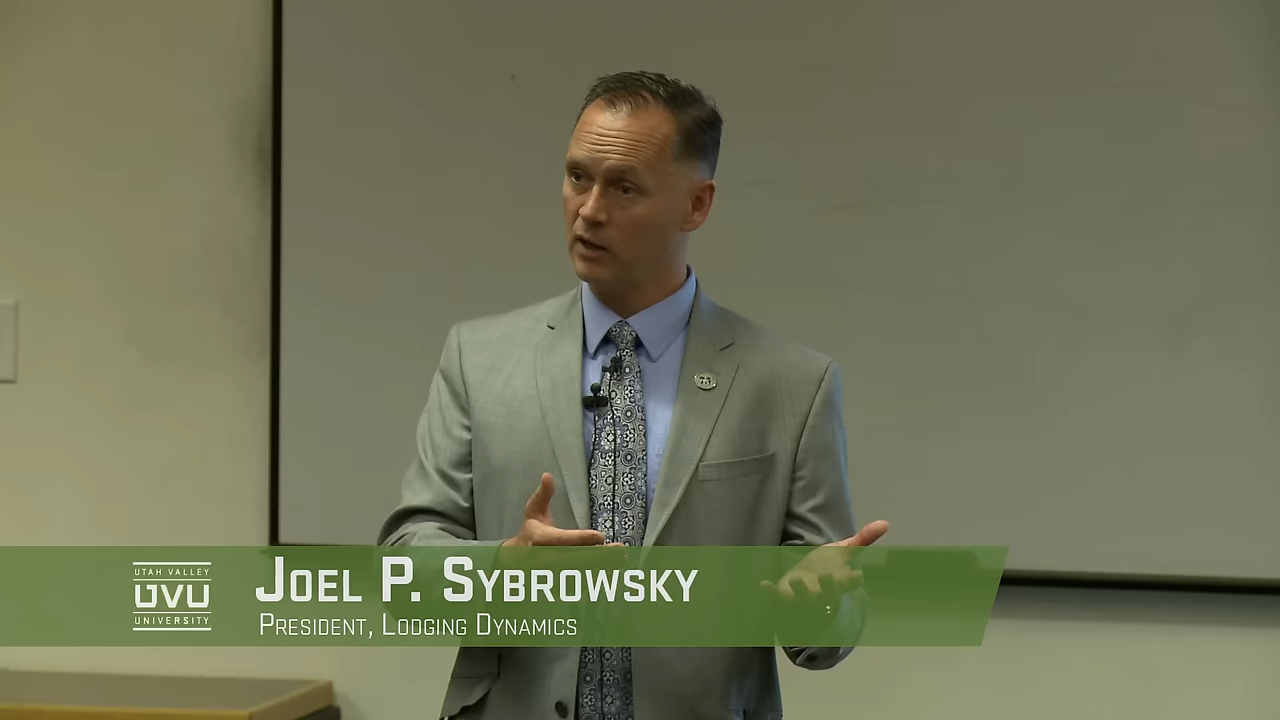 UTAH VALLEY
UVU
UNIVERSITY
JOEL P. SYBROWSKY
PRESIDENT, LODGING DYNAMICS